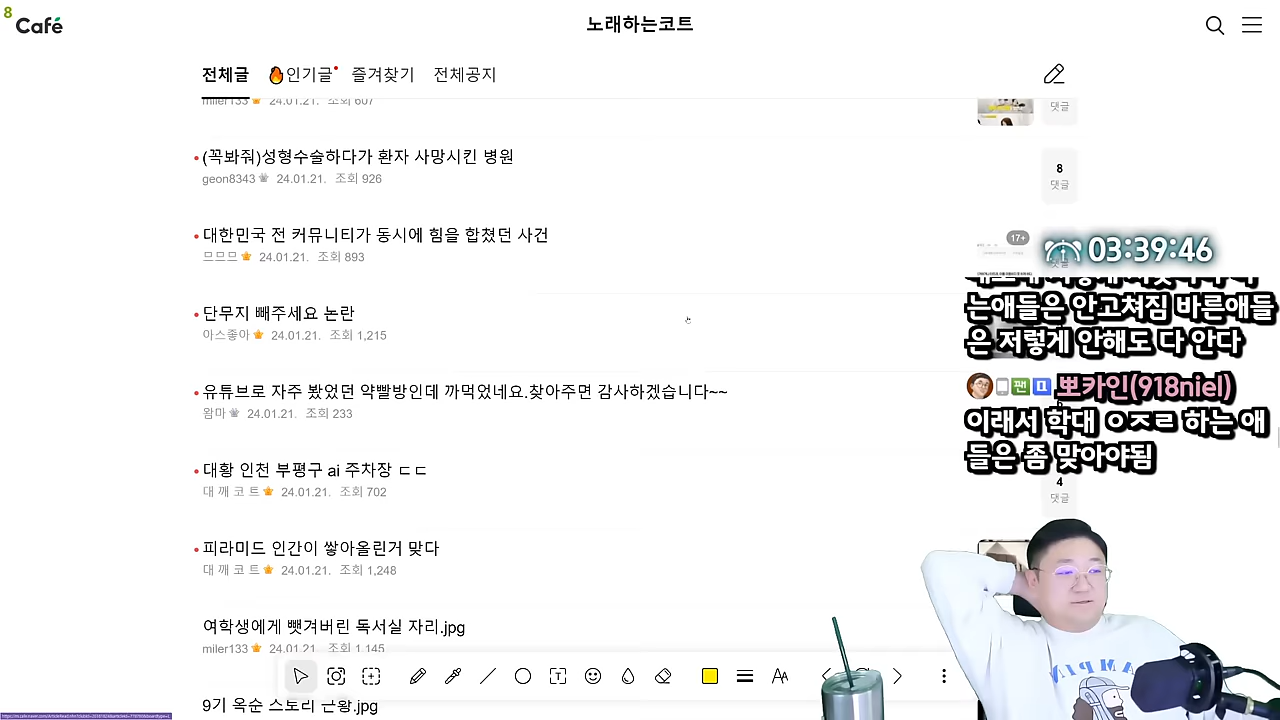 8
Café
노래하는코트
전체글
🔥인기글
즐겨찾기
전체공지
miler133 24.01.21. 조회 607
댓글
(꼭봐줘)성형수술하다가 환자 사망시킨 병원
geon8343 24.01.21. 조회 926
8
댓글
대한민국 전 커뮤니티가 동시에 힘을 합쳤던 사건
므므므 24.01.21. 조회 893
17+
03:39:46
는애들은 안고쳐짐 바른애들
은 저렇게 안해도 다 안다
단무지 빼주세요 논란
아스좋아 24.01.21. 조회 1,215
유튜브로 자주 봤었던 약빨방인데 까먹었네요.찾아주면 감사하겠습니다~~
왐마 24.01.21. 조회 233
짼
뽀카인(918niel)
이래서 학대 ㅇㅈㄹ 하는 애
들은 좀 맞아야됨
대황 인천 부평구 ai 주차장 ㄷㄷ
대 깨 코 트 24.01.21. 조회 702
4
댓글
피라미드 인간이 쌓아올린거 맞다
대 깨 코 트 24.01.21. 조회 1,248
여학생에게 뺏겨버린 독서실 자리.jpg
miler133 24.01.21. 조회 1,145
9기 옥순 스토리 근황.jpg